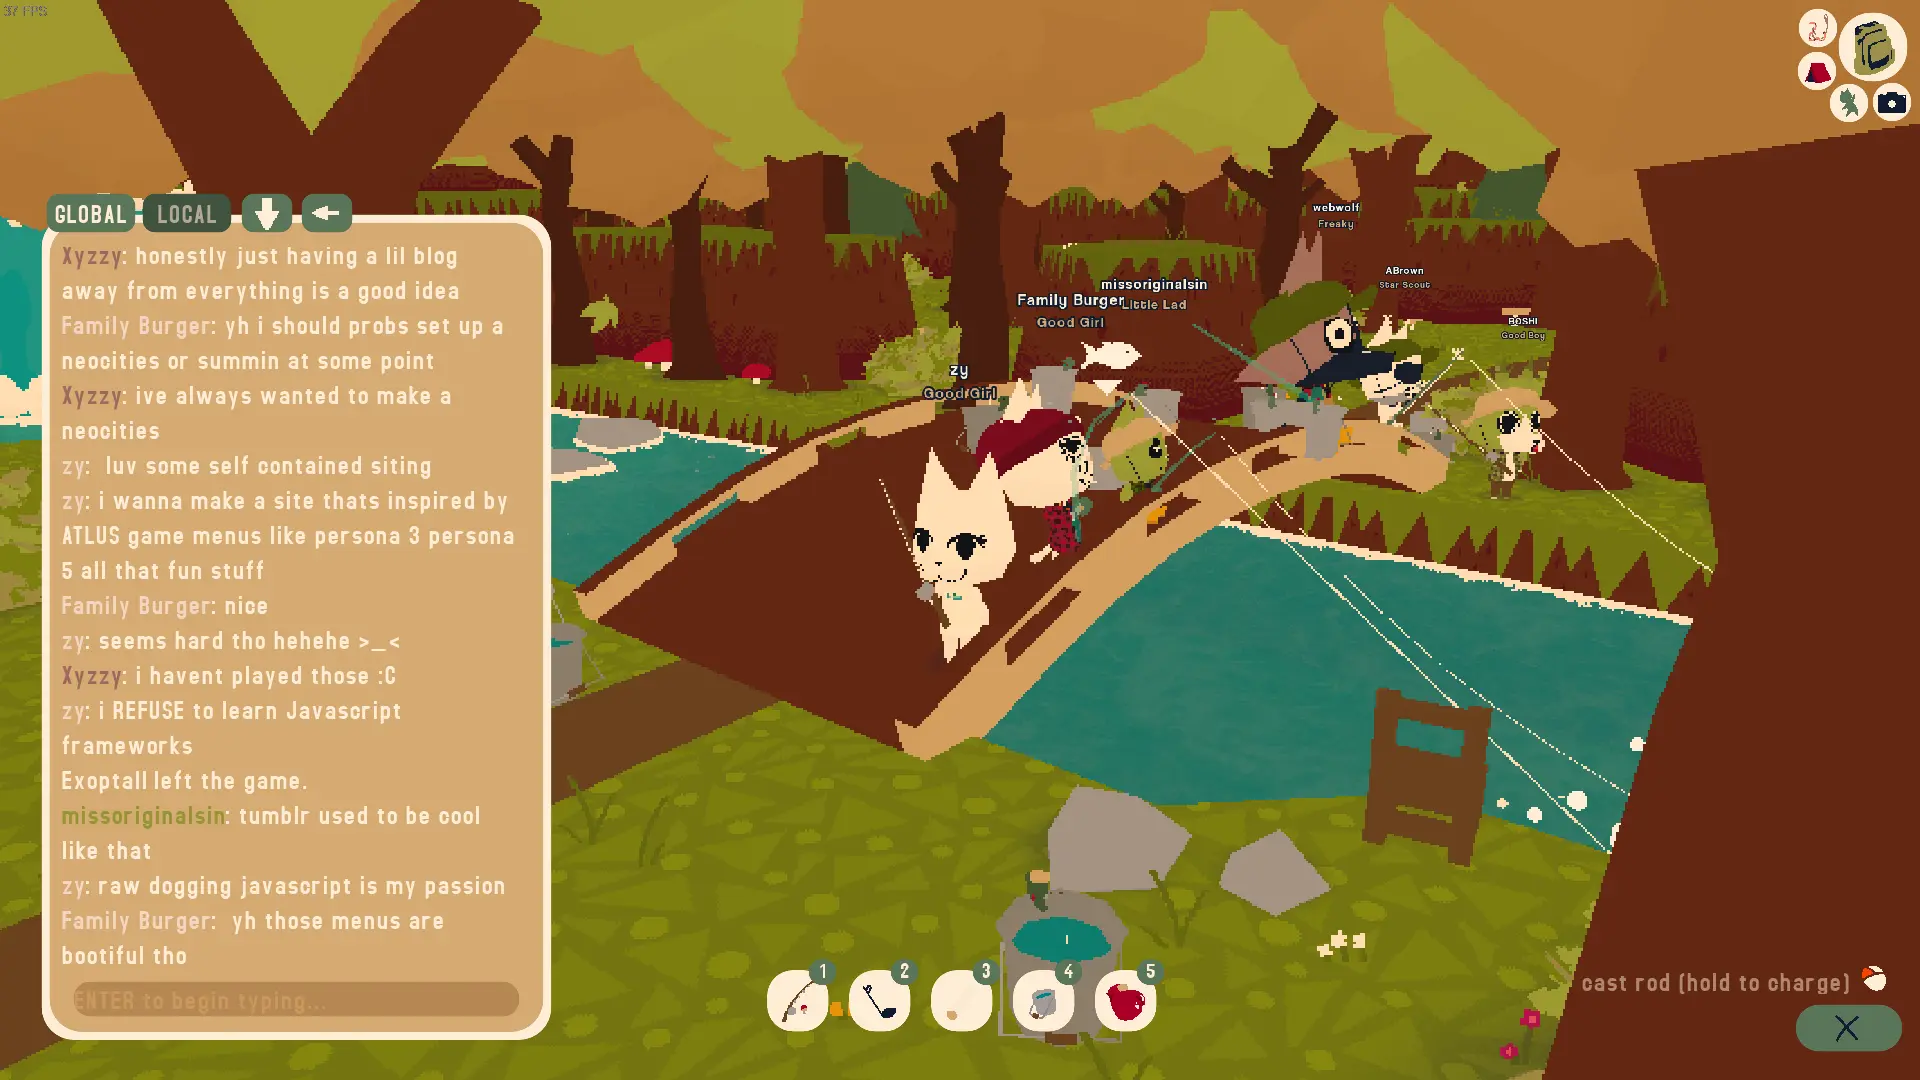 37 FPS
GLOBAL LOCAL
Xyzzy: honestly just having a lil blog
away from everything is a good idea
Family Burger: yh i should probs set up a
neocities or summin at some point
Xyzzy: ive always wanted to make a
neocities
zy:  luv some self contained siting
zy: i wanna make a site thats inspired by
ATLUS game menus like persona 3 persona
5 all that fun stuff
Family Burger: nice
zy: seems hard tho hehehe >_<
Xyzzy: i havent played those :C
zy: i REFUSE to learn Javascript
frameworks
Exoptall left the game.
missoriginalsin: tumblr used to be cool
like that
zy: raw dogging javascript is my passion
Family Burger:  yh those menus are
bootiful tho
ENTER to begin typing...
webwolf
Freaky
ABrown
Star Scout
missoriginalsin
Little Lad
Family Burger
Good Girl
BOSHI
Good Boy
zy
Good Girl
1 2 3 4 5
cast rod (hold to charge)
X